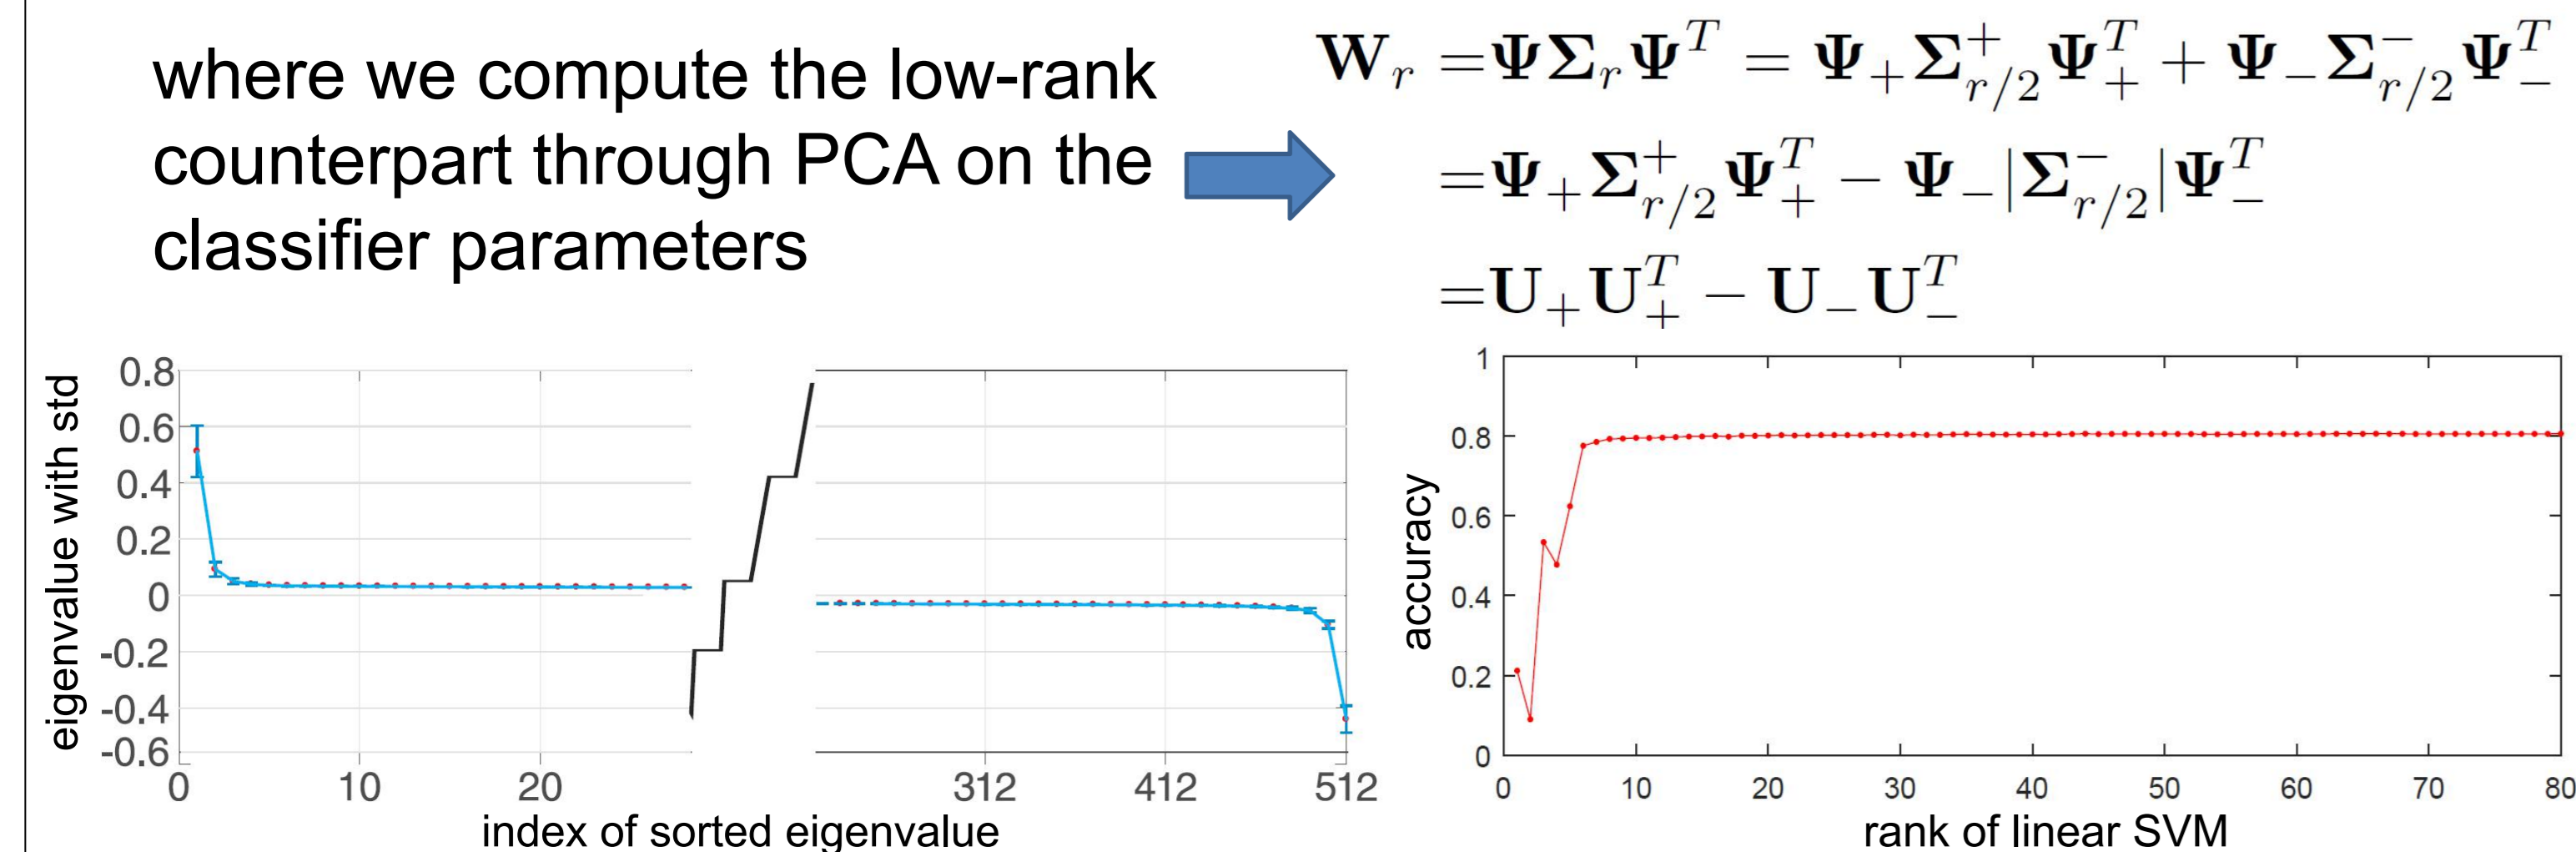 where we compute the low-rank
counterpart through PCA on the
classifier parameters
𝐖_r =𝚿𝚺_r𝚿^T = 𝚿_+𝚺^+_{r/2}𝚿^T_+ + 𝚿_−𝚺^−_{r/2}𝚿^T_−
=𝚿_+𝚺^+_{r/2}𝚿^T_+ − 𝚿_−|𝚺^−_{r/2}|𝚿^T_−
=𝐔_+𝐔^T_+ − 𝐔_−𝐔^T_−
eigenvalue with std
0.8
0.6
0.4
0.2
0
-0.2
-0.4
-0.6
0 10 20 312 412 512
index of sorted eigenvalue
accuracy
1
0.8
0.6
0.4
0.2
0
0 10 20 30 40 50 60 70 80
rank of linear SVM